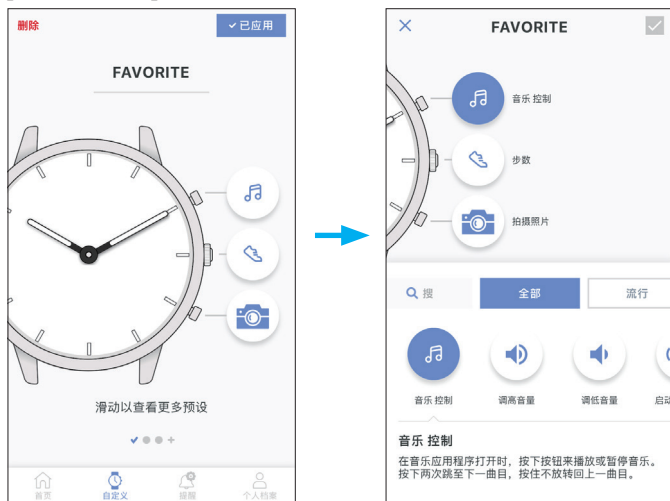 删除
已应用
FAVORITE
滑动以查看更多预设
首页
自定义
提醒
个人档案
FAVORITE
音乐 控制
步数
拍摄照片
搜
全部
流行
音乐 控制
调高音量
调低音量
启动
音乐 控制
在音乐应用程序打开时，按下按钮来播放或暂停音乐。
按下两次跳至下一曲目，按住不放转回上一曲目。